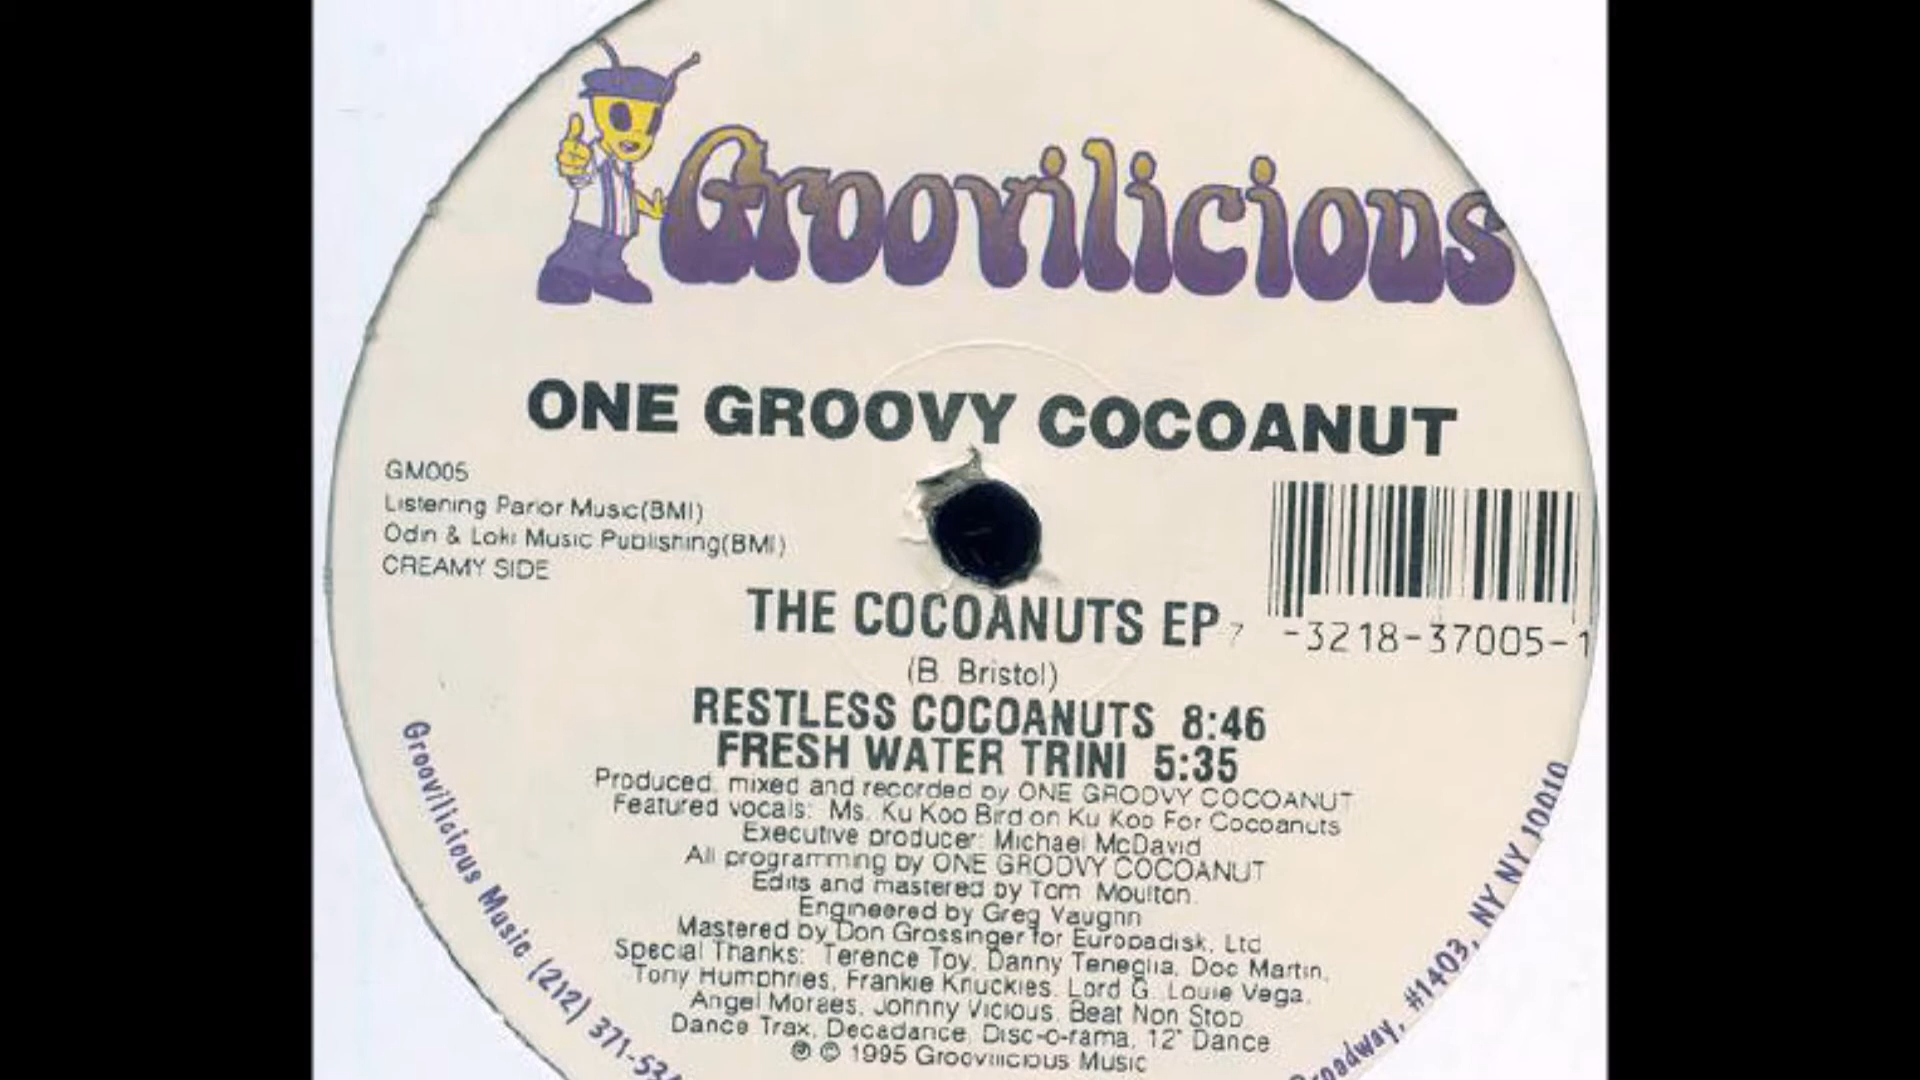 Groovilicious
ONE GROOVY COCOANUT
GM005
Listening Parlor Music(BMI)
Odin & Loki Music Publishing(BMI)
CREAMY SIDE
7 -3218-37005-1
THE COCOANUTS EP
(B. Bristol)
RESTLESS COCOANUTS 8:46
FRESH WATER TRINI 5:35
Produced, mixed and recorded by ONE GROOVY COCOANUT
Featured vocals: Ms. Ku Koo Bird on Ku Koo For Cocoanuts
Executive producer: Michael McDavid
All programming by ONE GROOVY COCOANUT
Edits and mastered by Tom Moulton.
Engineered by Greg Vaughn
Mastered by Don Grossinger for Europadisk, Ltd
Special Thanks: Terence Toy, Danny Teneglia, Doc Martin,
Tony Humphries, Frankie Knuckles, Lord G. Louie Vega,
Angel Moraes, Johnny Vicious, Beat Non Stop
Dance Trax, Decadance, Disc-o-rama, 12" Dance
℗ © 1995 Groovilicious Music
Groovilicious Music (212) 371-53
Broadway, #1403, NY NY 10010